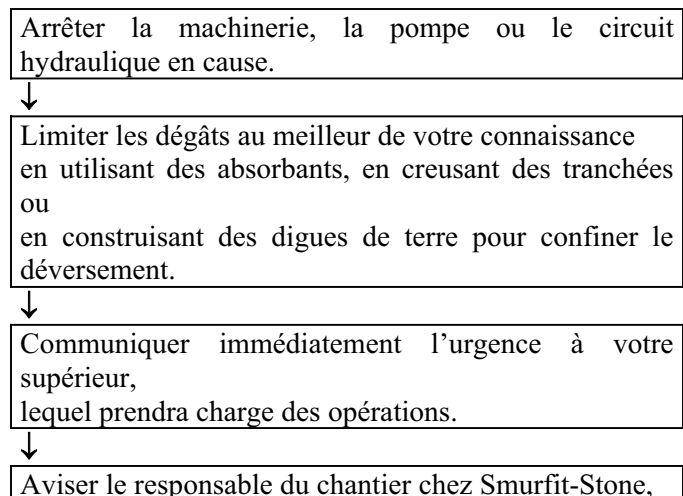 Arrêter la machinerie, la pompe ou le circuit
hydraulique en cause.
↓
Limiter les dégâts au meilleur de votre connaissance
en utilisant des absorbants, en creusant des tranchées
ou
en construisant des digues de terre pour confiner le
déversement.
↓
Communiquer immédiatement l’urgence à votre
supérieur,
lequel prendra charge des opérations.
↓
Aviser le responsable du chantier chez Smurfit-Stone,